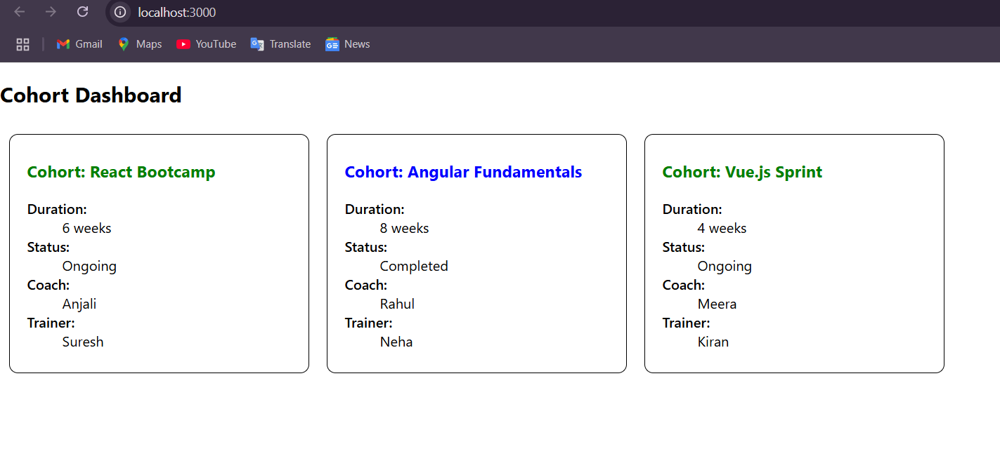 localhost:3000
Gmail Maps YouTube Translate News
Cohort Dashboard
Cohort: React Bootcamp
Duration:
6 weeks
Status:
Ongoing
Coach:
Anjali
Trainer:
Suresh
Cohort: Angular Fundamentals
Duration:
8 weeks
Status:
Completed
Coach:
Rahul
Trainer:
Neha
Cohort: Vue.js Sprint
Duration:
4 weeks
Status:
Ongoing
Coach:
Meera
Trainer:
Kiran